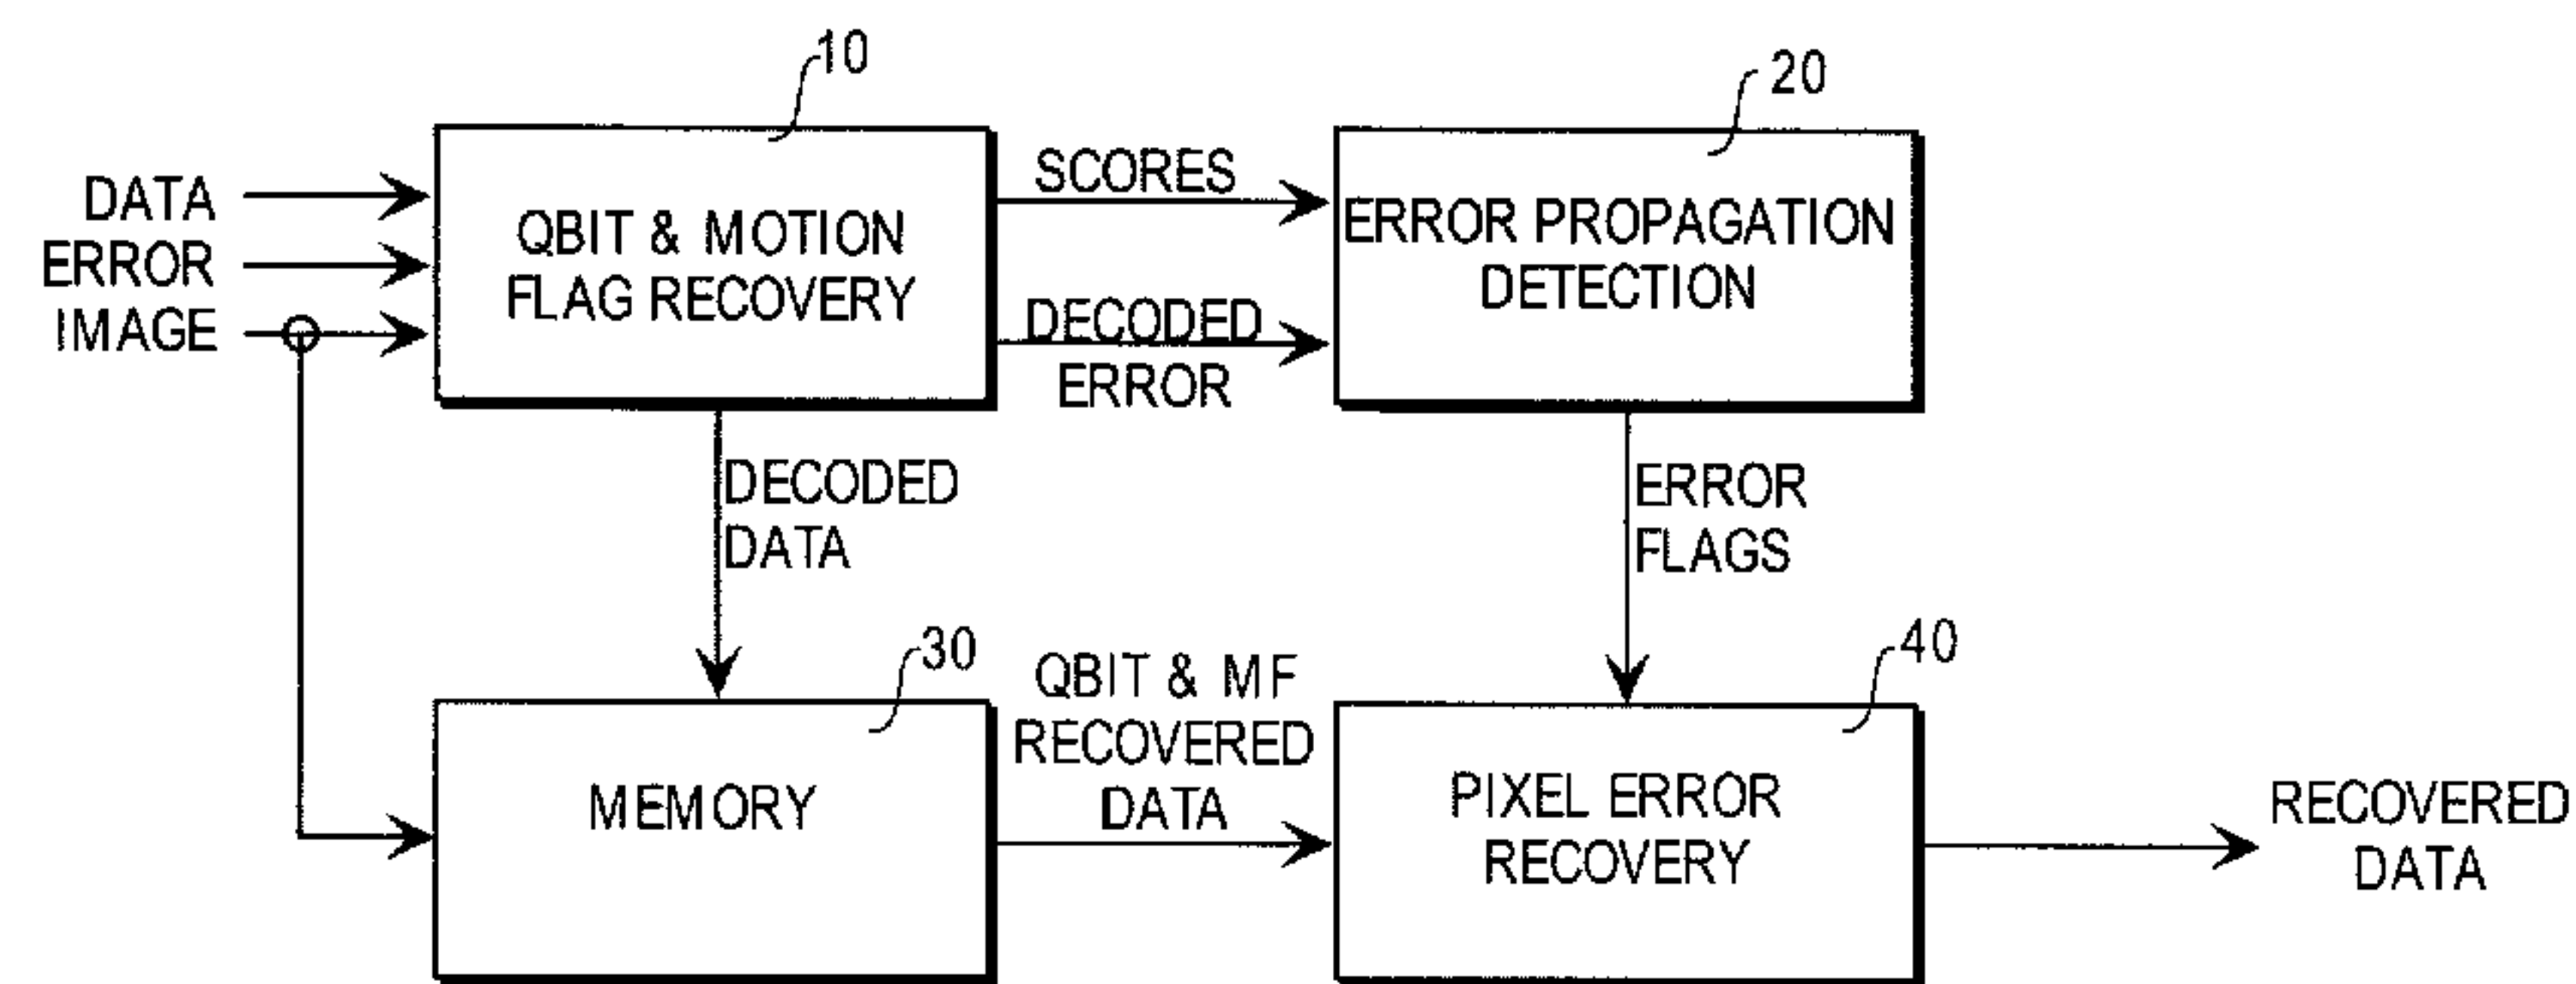 10
20
DATA
ERROR
IMAGE
QBIT & MOTION
FLAG RECOVERY
SCORES
DECODED
ERROR
ERROR PROPAGATION
DETECTION
DECODED
DATA
ERROR
FLAGS
30
40
MEMORY
QBIT & MF
RECOVERED
DATA
PIXEL ERROR
RECOVERY
RECOVERED
DATA